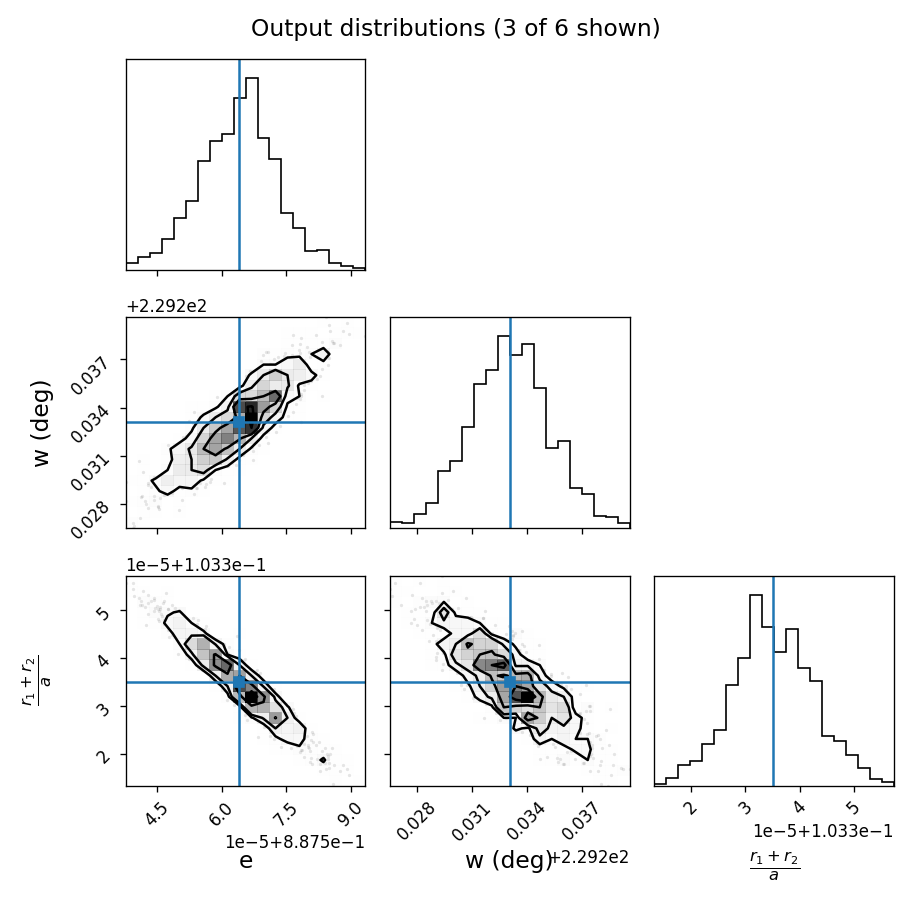 Output distributions (3 of 6 shown)
+2.292e2
w (deg)
0.037
0.034
0.031
0.028
1e−5+1.033e−1
r₁ + r₂
a
5
4
3
2
4.5 6.0 7.5 9.0
1e−5+8.875e−1
e
0.028 0.031 0.034 0.037
+2.292e2
w (deg)
2 3 4 5
1e−5+1.033e−1
r₁ + r₂
a